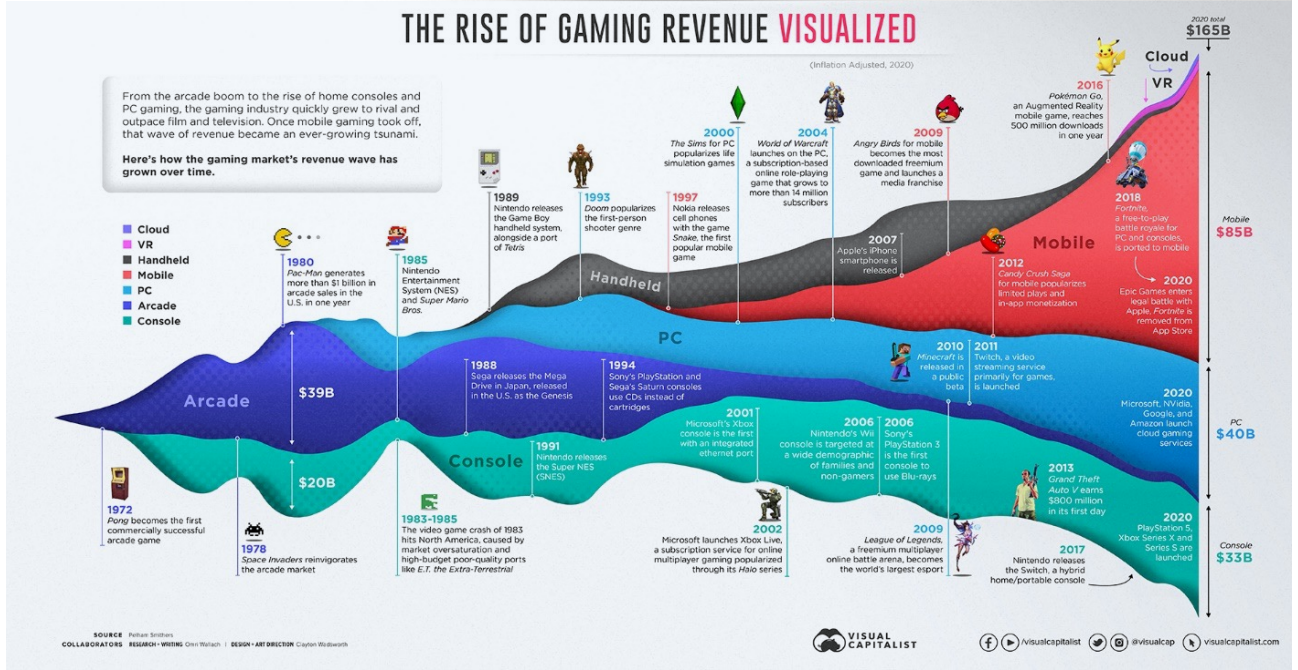 THE RISE OF GAMING REVENUE VISUALIZED
(Inflation Adjusted, 2020)
2020 total
$165B
From the arcade boom to the rise of home consoles and
PC gaming, the gaming industry quickly grew to rival and
outpace film and television. Once mobile gaming took off,
that wave of revenue became an ever-growing tsunami.
Here's how the gaming market's revenue wave has
grown over time.
Cloud
VR
Handheld
Mobile
PC
Arcade
Console
1980
Pac-Man generates
more than $1 billion in
arcade sales in the
U.S. in one year
1985
Nintendo
Entertainment
System (NES)
and Super Mario
Bros.
1989
Nintendo releases
the Game Boy
handheld system,
alongside a port
of Tetris
1993
Doom popularizes
the first-person
shooter genre
1997
Nokia releases
cell phones
with the game
Snake, the first
popular mobile
game
2000
The Sims for PC
popularizes life
simulation games
2004
World of Warcraft
launches on the PC,
a subscription-based
online role-playing
game that grows to
more than 14 million
subscribers
2009
Angry Birds for mobile
becomes the most
downloaded freemium
game and launches a
media franchise
2016
Pokémon Go,
an Augmented Reality
mobile game, reaches
500 million downloads
in one year
Cloud
VR
2007
Apple's iPhone
smartphone is
released
2012
Candy Crush Saga
for mobile popularizes
limited plays and
in-app monetization
2018
Fortnite,
a free-to-play
battle royale for
PC and consoles,
is ported to mobile
2020
Epic Games enters
legal battle with
Apple, Fortnite is
removed from
App Store
Handheld
Mobile
PC
Arcade
Console
$39B
$20B
Mobile
$85B
PC
$40B
Console
$33B
1988
Sega releases the Mega
Drive in Japan, released
in the U.S. as the Genesis
1994
Sony's PlayStation and
Sega's Saturn consoles
use CDs instead of
cartridges
2010
Minecraft is
released in
a public
beta
2011
Twitch, a video
streaming service
primarily for games,
is launched
2020
Microsoft, NVidia,
Google, and
Amazon launch
cloud gaming
services
1991
Nintendo releases
the Super NES
(SNES)
2001
Microsoft's Xbox
console is the first
with an integrated
ethernet port
2006
Nintendo's Wii
console is targeted at
a wide demographic
of families and
non-gamers
2006
Sony's
PlayStation 3
is the first
console to
use Blu-rays
2013
Grand Theft
Auto V earns
$800 million
in its first day
2020
PlayStation 5,
Xbox Series X and
Series S are
launched
1972
Pong becomes the first
commercially successful
arcade game
1978
Space Invaders reinvigorates
the arcade market
1983-1985
The video game crash of 1983
hits North America, caused by
market oversaturation and
high-budget poor-quality ports
like E.T. the Extra-Terrestrial
2002
Microsoft launches Xbox Live,
a subscription service for online
multiplayer gaming popularized
through its Halo series
2009
League of Legends,
a freemium multiplayer
online battle arena, becomes
the world's largest esport
2017
Nintendo releases
the Switch, a hybrid
home/portable console
SOURCE Pelham Smithers
COLLABORATORS RESEARCH + WRITING Omri Wallach | DESIGN + ART DIRECTION Clayton Wadsworth
VISUAL
CAPITALIST
/visualcapitalist
@visualcap
visualcapitalist.com